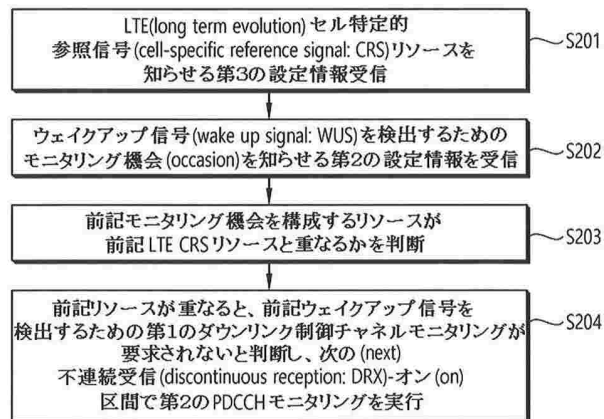 LTE(long term evolution)セル特定的
参照信号(cell-specific reference signal: CRS)リソースを
知らせる第3の設定情報受信
S201
ウェイクアップ信号(wake up signal: WUS)を検出するための
モニタリング機会(occasion)を知らせる第2の設定情報を受信
S202
前記モニタリング機会を構成するリソースが
前記LTE CRSリソースと重なるかを判断
S203
前記リソースが重なると、前記ウェイクアップ信号を
検出するための第1のダウンリンク制御チャネルモニタリングが
要求されないと判断し、次の(next)
不連続受信(discontinuous reception: DRX)-オン(on)
区間で第2のPDCCHモニタリングを実行
S204